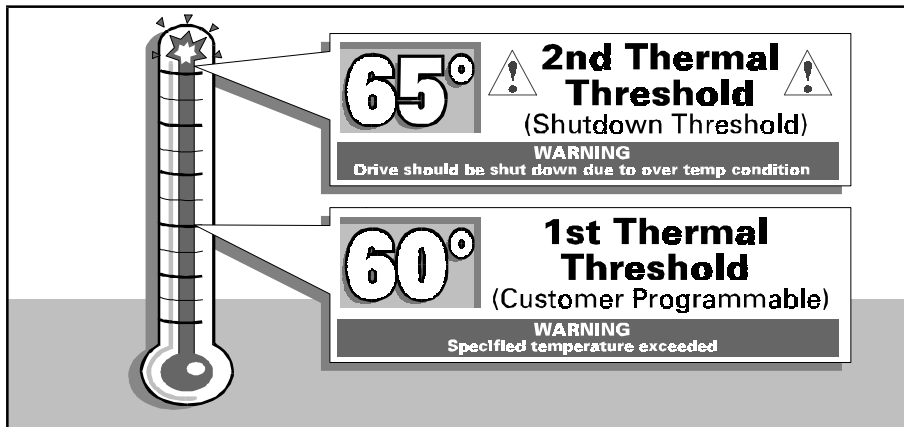 65°
2nd Thermal
Threshold
(Shutdown Threshold)
WARNING
Drive should be shut down due to over temp condition
60°
1st Thermal
Threshold
(Customer Programmable)
WARNING
Specified temperature exceeded